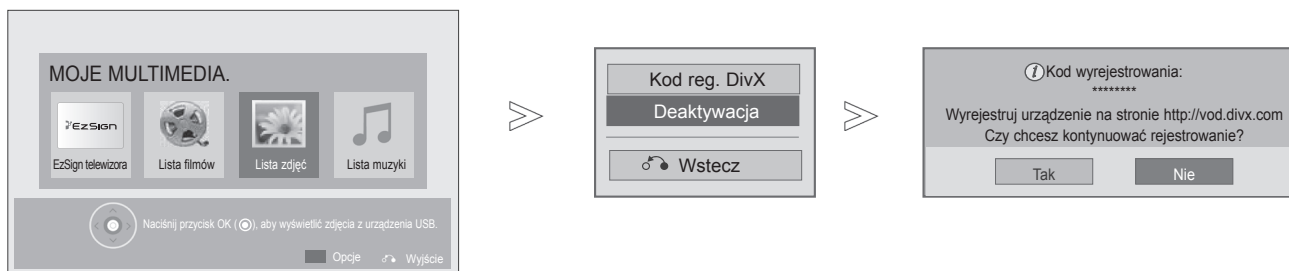 MOJE MULTIMEDIA.
EzSign
EzSign telewizora
Lista filmów
Lista zdjęć
Lista muzyki
Naciśnij przycisk OK (◉), aby wyświetlić zdjęcia z urządzenia USB.
Opcje
Wyjście
Kod reg. DivX
Deaktywacja
Wstecz
Kod wyrejestrowania:
********
Wyrejestruj urządzenie na stronie http://vod.divx.com
Czy chcesz kontynuować rejestrowanie?
Tak
Nie